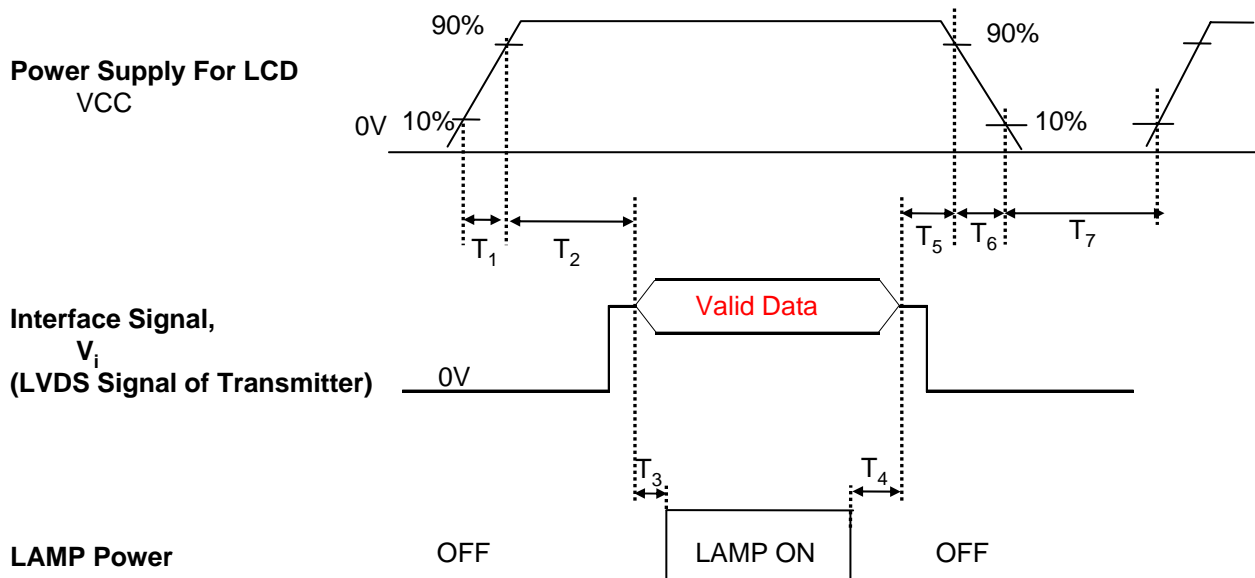 90%
90%
Power Supply For LCD
VCC
0V
10%
10%
T1
T2
T5
T6
T7
Valid Data
Interface Signal,
Vi
(LVDS Signal of Transmitter)
0V
T3
T4
LAMP Power
OFF
LAMP ON
OFF